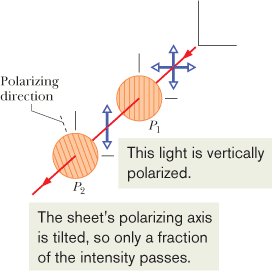 Polarizing
direction
P1
This light is vertically
polarized.
P2
The sheet's polarizing axis
is tilted, so only a fraction
of the intensity passes.